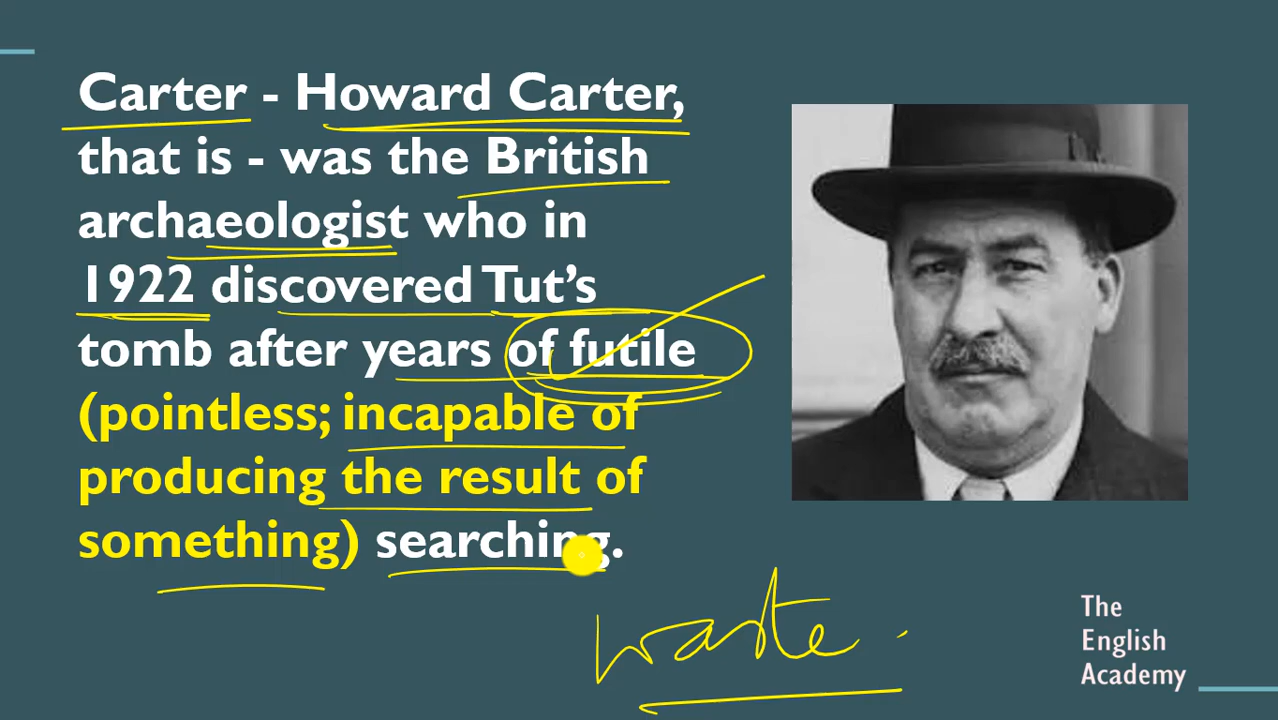 Carter - Howard Carter,
that is - was the British
archaeologist who in
1922 discovered Tut's
tomb after years of futile
(pointless; incapable of
producing the result of
something) searching.
waste.
The
English
Academy